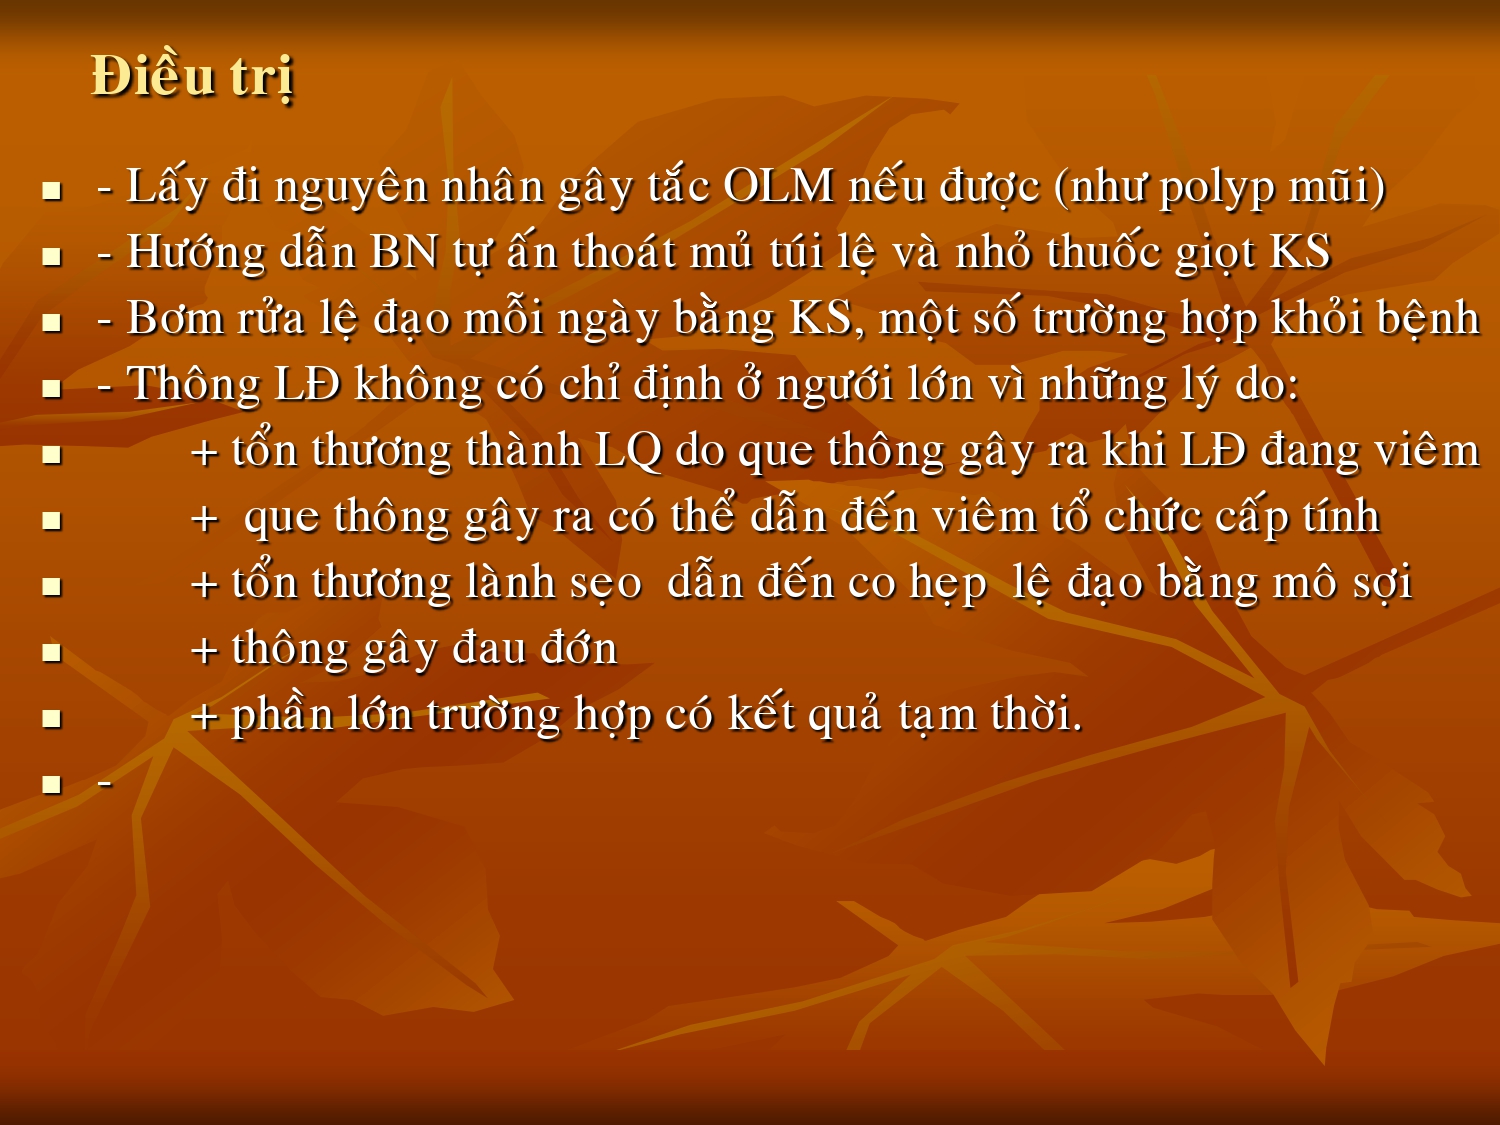 Điều trị
- Lấy đi nguyên nhân gây tắc OLM nếu được (như polyp mũi)
- Hướng dẫn BN tự ấn thoát mủ túi lệ và nhỏ thuốc giọt KS
- Bơm rửa lệ đạo mỗi ngày bằng KS, một số trường hợp khỏi bệnh
- Thông LĐ không có chỉ định ở ngưới lớn vì những lý do:
+ tổn thương thành LQ do que thông gây ra khi LĐ đang viêm
+ que thông gây ra có thể dẫn đến viêm tổ chức cấp tính
+ tổn thương lành sẹo dẫn đến co hẹp lệ đạo bằng mô sợi
+ thông gây đau đớn
+ phần lớn trường hợp có kết quả tạm thời.
-